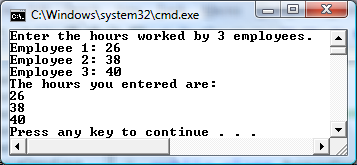 C:\Windows\system32\cmd.exe
Enter the hours worked by 3 employees.
Employee 1: 26
Employee 2: 38
Employee 3: 40
The hours you entered are:
26
38
40
Press any key to continue . . .